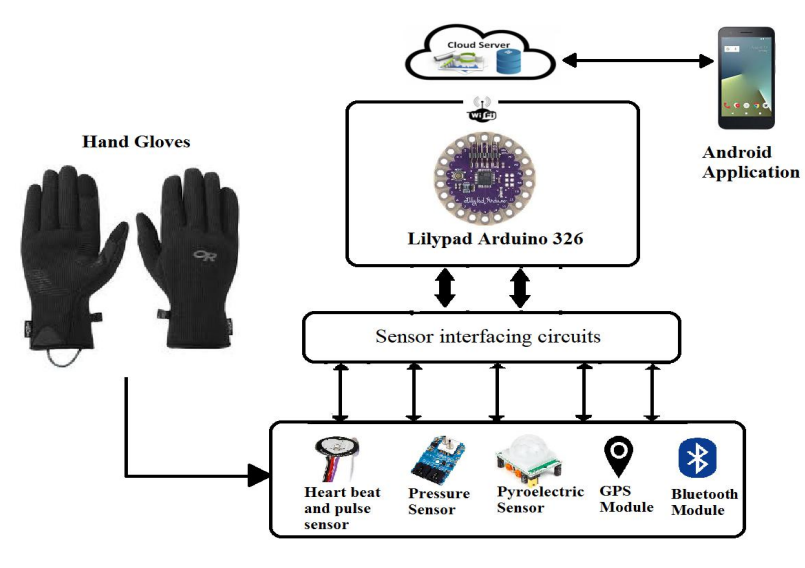 Cloud Server
WiFi
Lilypad Arduino 326
Android
Application
Hand Gloves
OR
Sensor interfacing circuits
Heart beat
and pulse
sensor
Pressure
Sensor
Pyroelectric
Sensor
GPS
Module
Bluetooth
Module